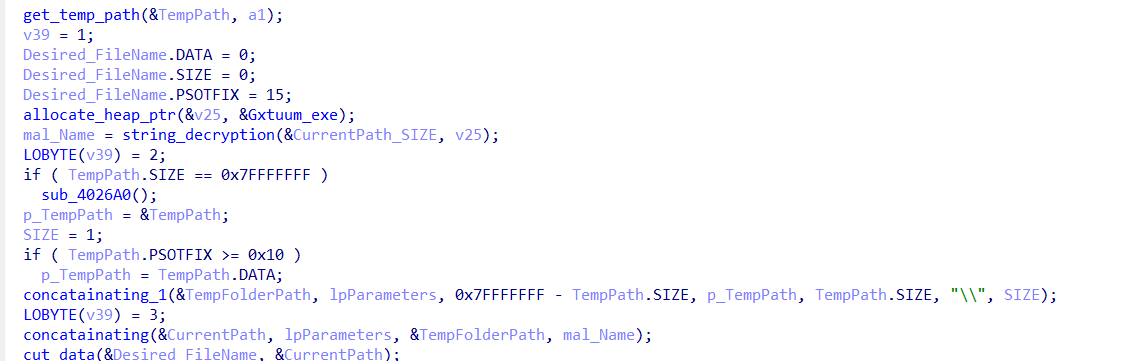 get_temp_path(&TempPath, a1);
v39 = 1;
Desired_FileName.DATA = 0;
Desired_FileName.SIZE = 0;
Desired_FileName.PSOTFIX = 15;
allocate_heap_ptr(&v25, &Gxtuum_exe);
mal_Name = string_decryption(&CurrentPath_SIZE, v25);
LOBYTE(v39) = 2;
if ( TempPath.SIZE == 0x7FFFFFFF )
  sub_4026A0();
p_TempPath = &TempPath;
SIZE = 1;
if ( TempPath.PSOTFIX >= 0x10 )
  p_TempPath = TempPath.DATA;
concatainating_1(&TempFolderPath, lpParameters, 0x7FFFFFFF - TempPath.SIZE, p_TempPath, TempPath.SIZE, "\\", SIZE);
LOBYTE(v39) = 3;
concatainating(&CurrentPath, lpParameters, &TempFolderPath, mal_Name);
cut_data(&Desired_FileName, &CurrentPath);